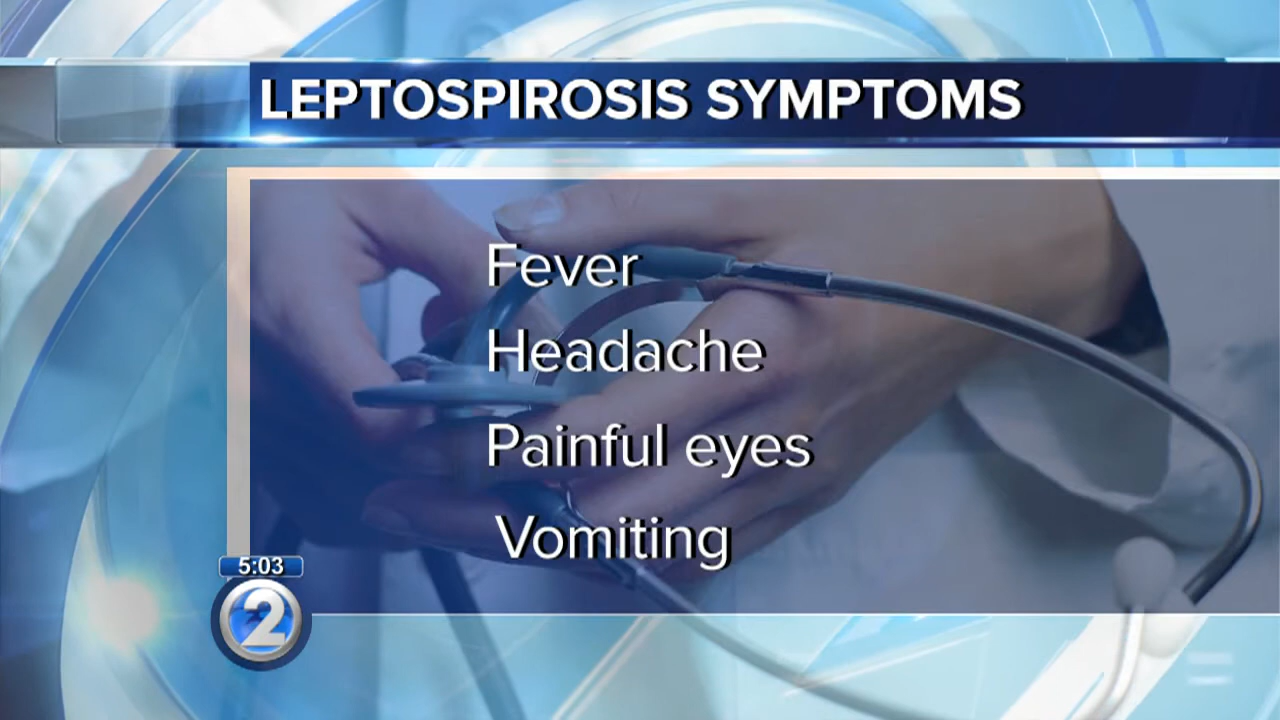 LEPTOSPIROSIS SYMPTOMS
Fever
Headache
Painful eyes
Vomiting
5:03
2